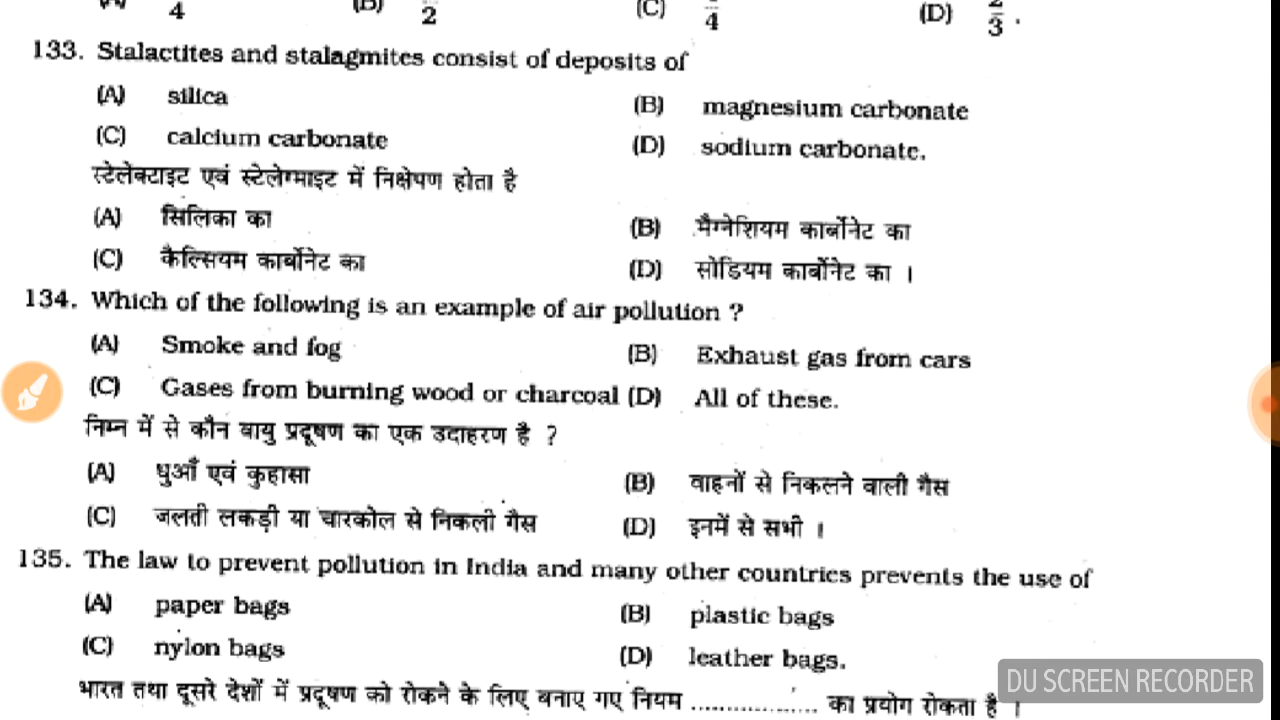 4 (B) 2 (C) 4 (D) 3 .
133. Stalactites and stalagmites consist of deposits of
(A) silica (B) magnesium carbonate
(C) calcium carbonate (D) sodium carbonate.
स्टेलेक्टाइट एवं स्टेलेग्माइट में निक्षेपण होता है
(A) सिलिका का (B) मैग्नेशियम कार्बोनेट का
(C) कैल्सियम कार्बोनेट का (D) सोडियम कार्बोनेट का ।
134. Which of the following is an example of air pollution ?
(A) Smoke and fog (B) Exhaust gas from cars
(C) Gases from burning wood or charcoal (D) All of these.
निम्न में से कौन वायु प्रदूषण का एक उदाहरण है ?
(A) धुआँ एवं कुहासा (B) वाहनों से निकलने वाली गैस
(C) जलती लकड़ी या चारकोल से निकली गैस (D) इनमें से सभी ।
135. The law to prevent pollution in India and many other countries prevents the use of
(A) paper bags (B) plastic bags
(C) nylon bags (D) leather bags.
भारत तथा दूसरे देशों में प्रदूषण को रोकने के लिए बनाए गए नियम .................. का प्रयोग रोकता है ।
DU SCREEN RECORDER